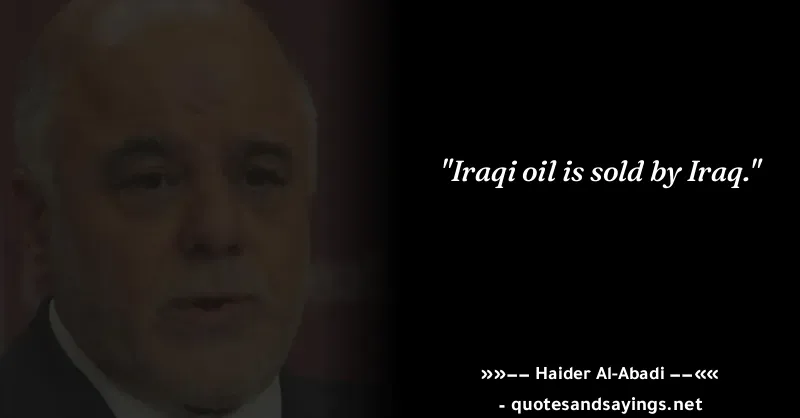 "Iraqi oil is sold by Iraq."
»»−− Haider Al-Abadi −−««
- quotesandsayings.net